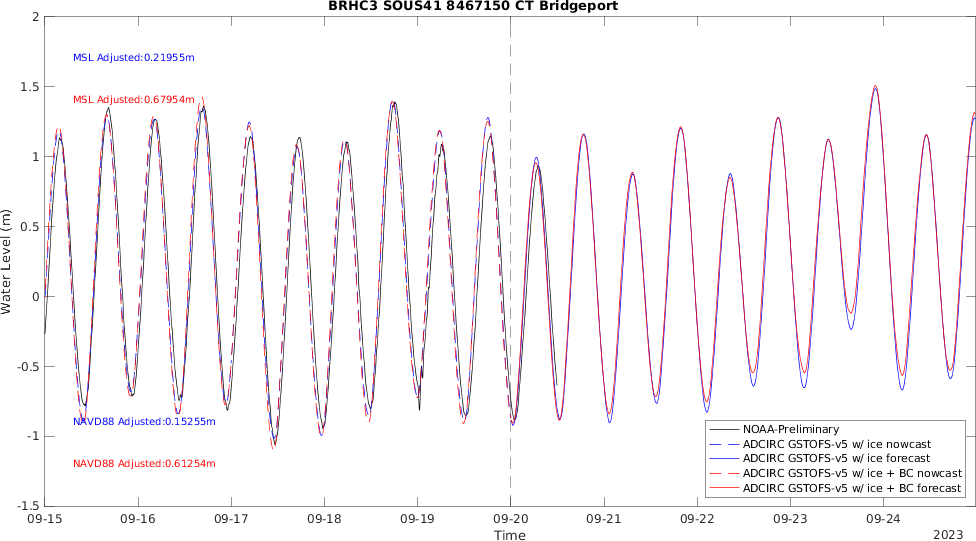 BRHC3 SOUS41 8467150 CT Bridgeport
2
1.5
1
0.5
0
-0.5
-1
-1.5
Water Level (m)
MSL Adjusted:0.21955m
MSL Adjusted:0.67954m
NAVD88 Adjusted:0.15255m
NAVD88 Adjusted:0.61254m
NOAA-Preliminary
ADCIRC GSTOFS-v5 w/ ice nowcast
ADCIRC GSTOFS-v5 w/ ice forecast
ADCIRC GSTOFS-v5 w/ ice + BC nowcast
ADCIRC GSTOFS-v5 w/ ice + BC forecast
09-15 09-16 09-17 09-18 09-19 09-20 09-21 09-22 09-23 09-24
Time
2023